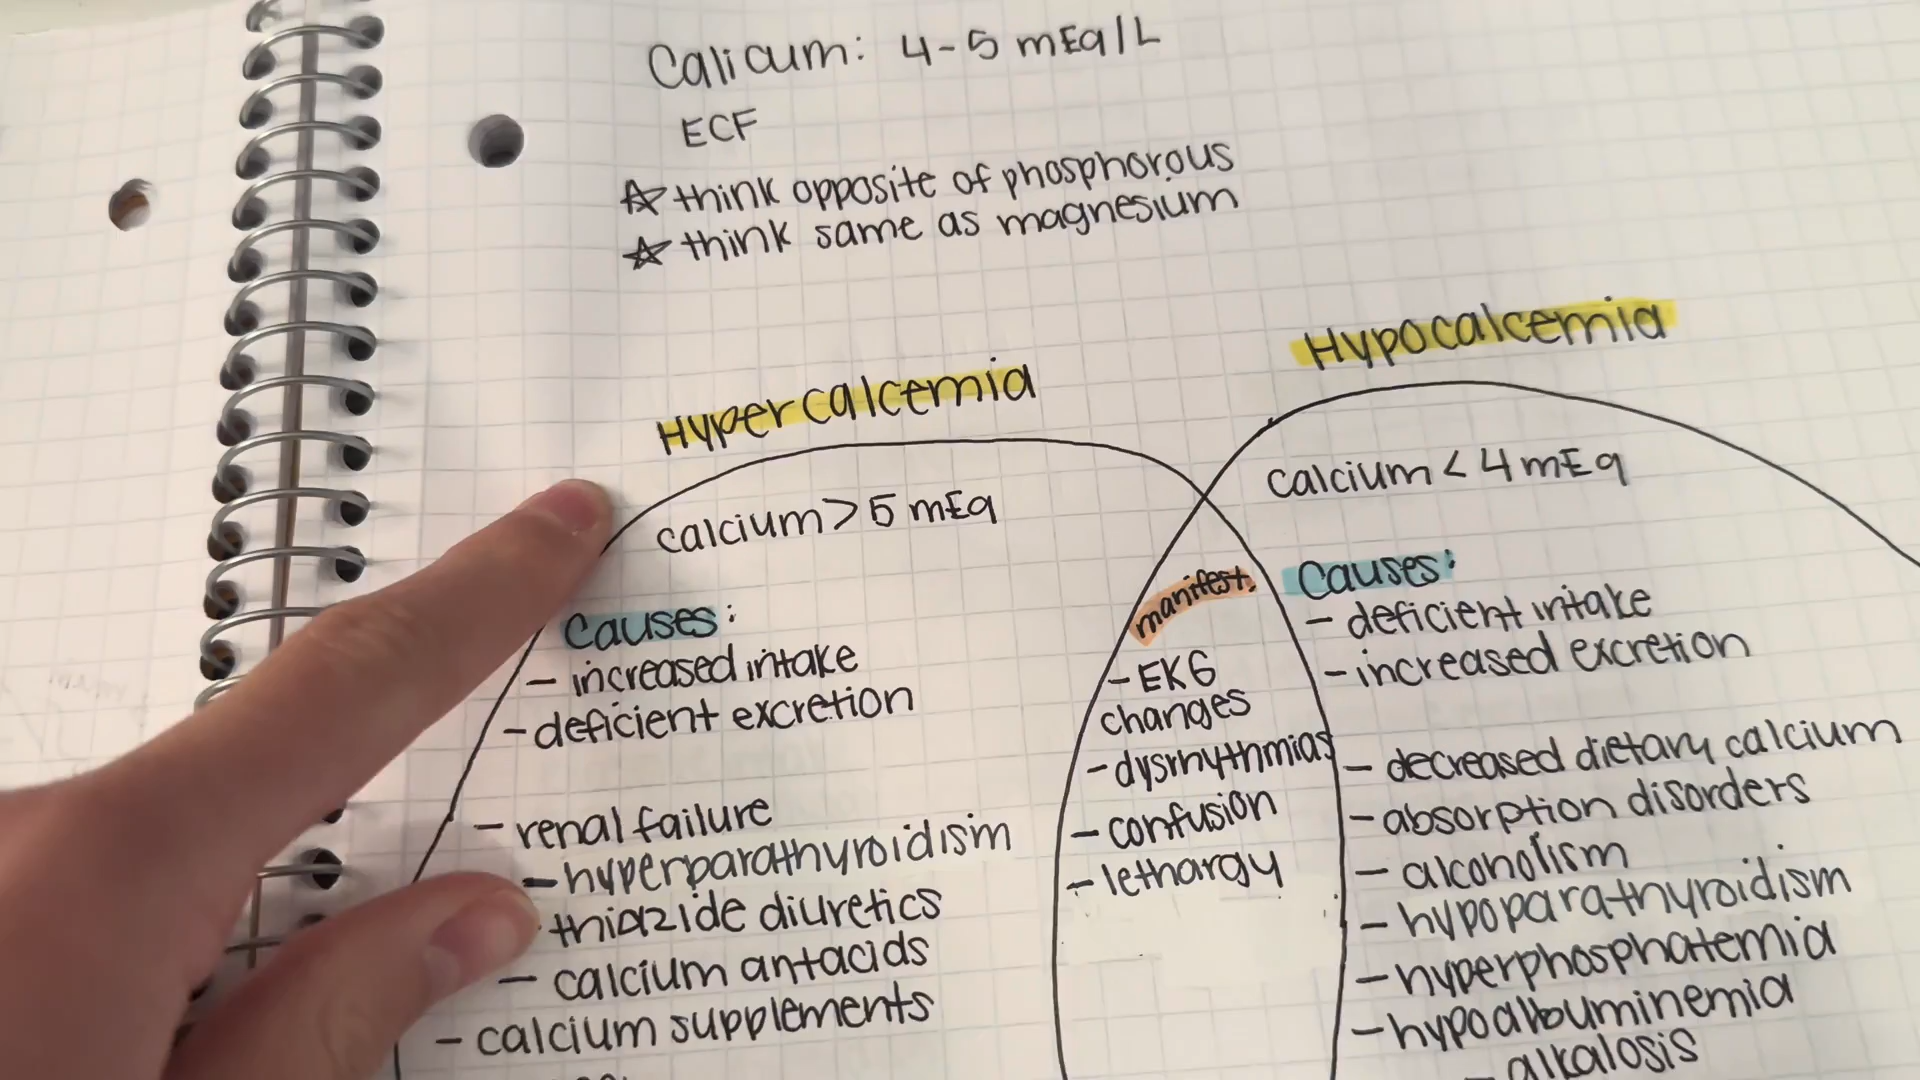 Calicum: 4-5 mEq/L
ECF
☆ think opposite of phosphorous
☆ think same as magnesium
Hypercalcemia
calcium > 5 mEq
Causes:
- increased intake
- deficient excretion
- renal failure
- hyperparathyroidism
thiazide diuretics
- calcium antacids
- calcium supplements
manifest.
- EKG
changes
- dysrhythmias
- confusion
- lethargy
Hypocalcemia
calcium < 4 mEq
Causes:
- deficient intake
- increased excretion
- decreased dietary calcium
- absorption disorders
- alcoholism
- hypoparathyroidism
- hyperphosphatemia
- hypoalbuminemia
- alkalosis